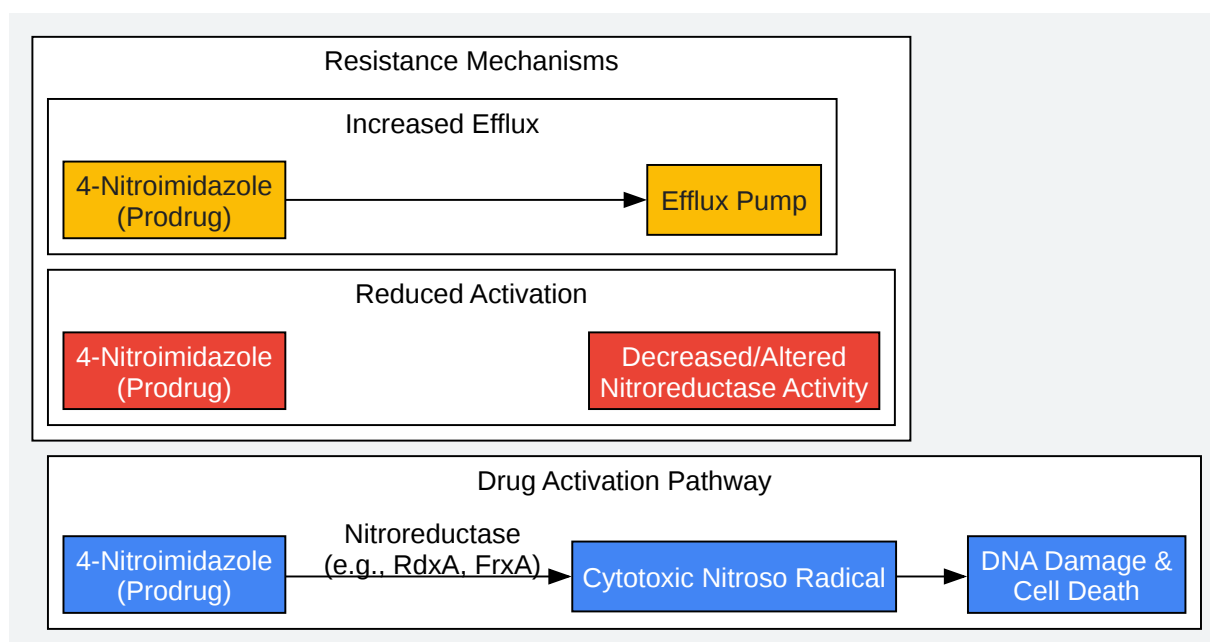 Resistance Mechanisms
Increased Efflux
4-Nitroimidazole
(Prodrug)
Efflux Pump
Reduced Activation
4-Nitroimidazole
(Prodrug)
Decreased/Altered
Nitroreductase Activity
Drug Activation Pathway
4-Nitroimidazole
(Prodrug)
Nitroreductase
(e.g., RdxA, FrxA)
Cytotoxic Nitroso Radical
DNA Damage &
Cell Death